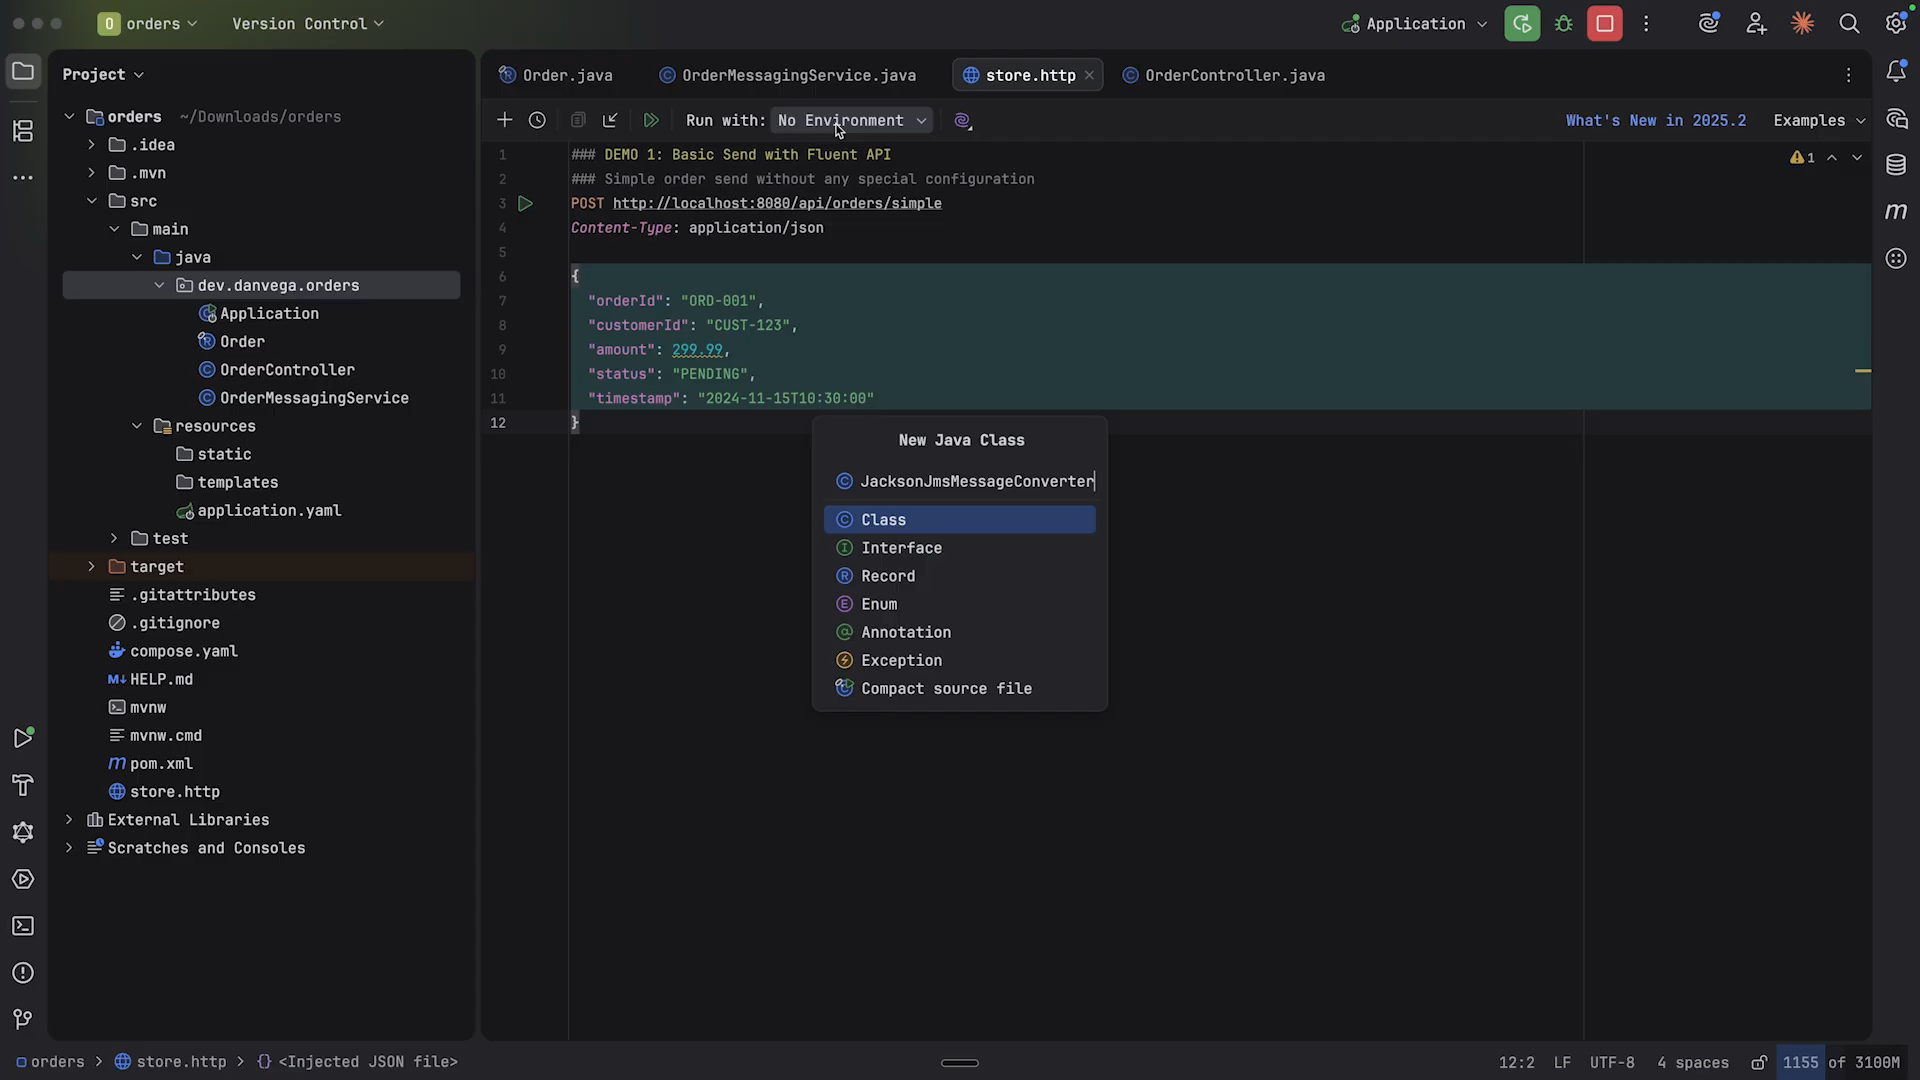 O orders Version Control Application
Project
orders ~/Downloads/orders
.idea
.mvn
src
main
java
dev.danvega.orders
Application
Order
OrderController
OrderMessagingService
resources
static
templates
application.yaml
test
target
.gitattributes
.gitignore
compose.yaml
M↓ HELP.md
mvnw
mvnw.cmd
m pom.xml
store.http
External Libraries
Scratches and Consoles
Order.java OrderMessagingService.java store.http OrderController.java
Run with: No Environment What's New in 2025.2 Examples
1 ### DEMO 1: Basic Send with Fluent API
2 ### Simple order send without any special configuration
3 POST http://localhost:8080/api/orders/simple
4 Content-Type: application/json
5
6 {
7 "orderId": "ORD-001",
8 "customerId": "CUST-123",
9 "amount": 299.99,
10 "status": "PENDING",
11 "timestamp": "2024-11-15T10:30:00"
12 }
1
m
New Java Class
C JacksonJmsMessageConverter
C Class
I Interface
R Record
E Enum
@ Annotation
Exception
Compact source file
orders > store.http > {} <Injected JSON file> 12:2 LF UTF-8 4 spaces 1155 of 3100M